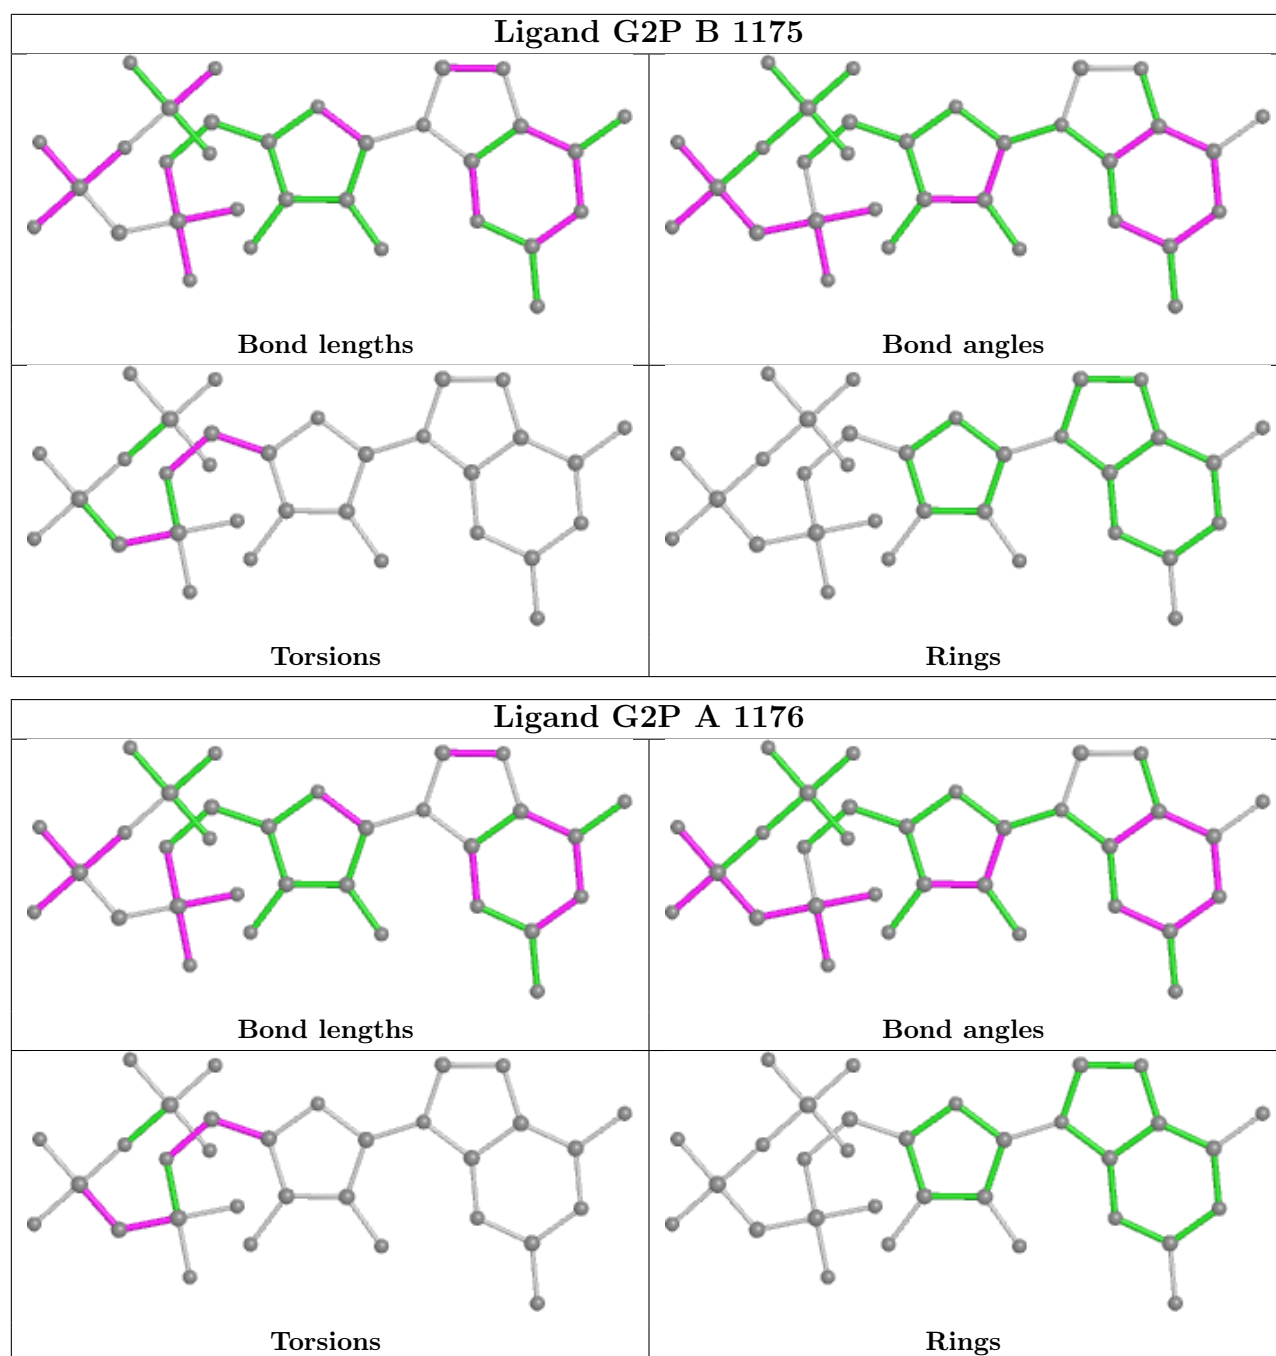 Ligand G2P B 1175
Bond lengths
Bond angles
Torsions
Rings
Ligand G2P A 1176
Bond lengths
Bond angles
Torsions
Rings